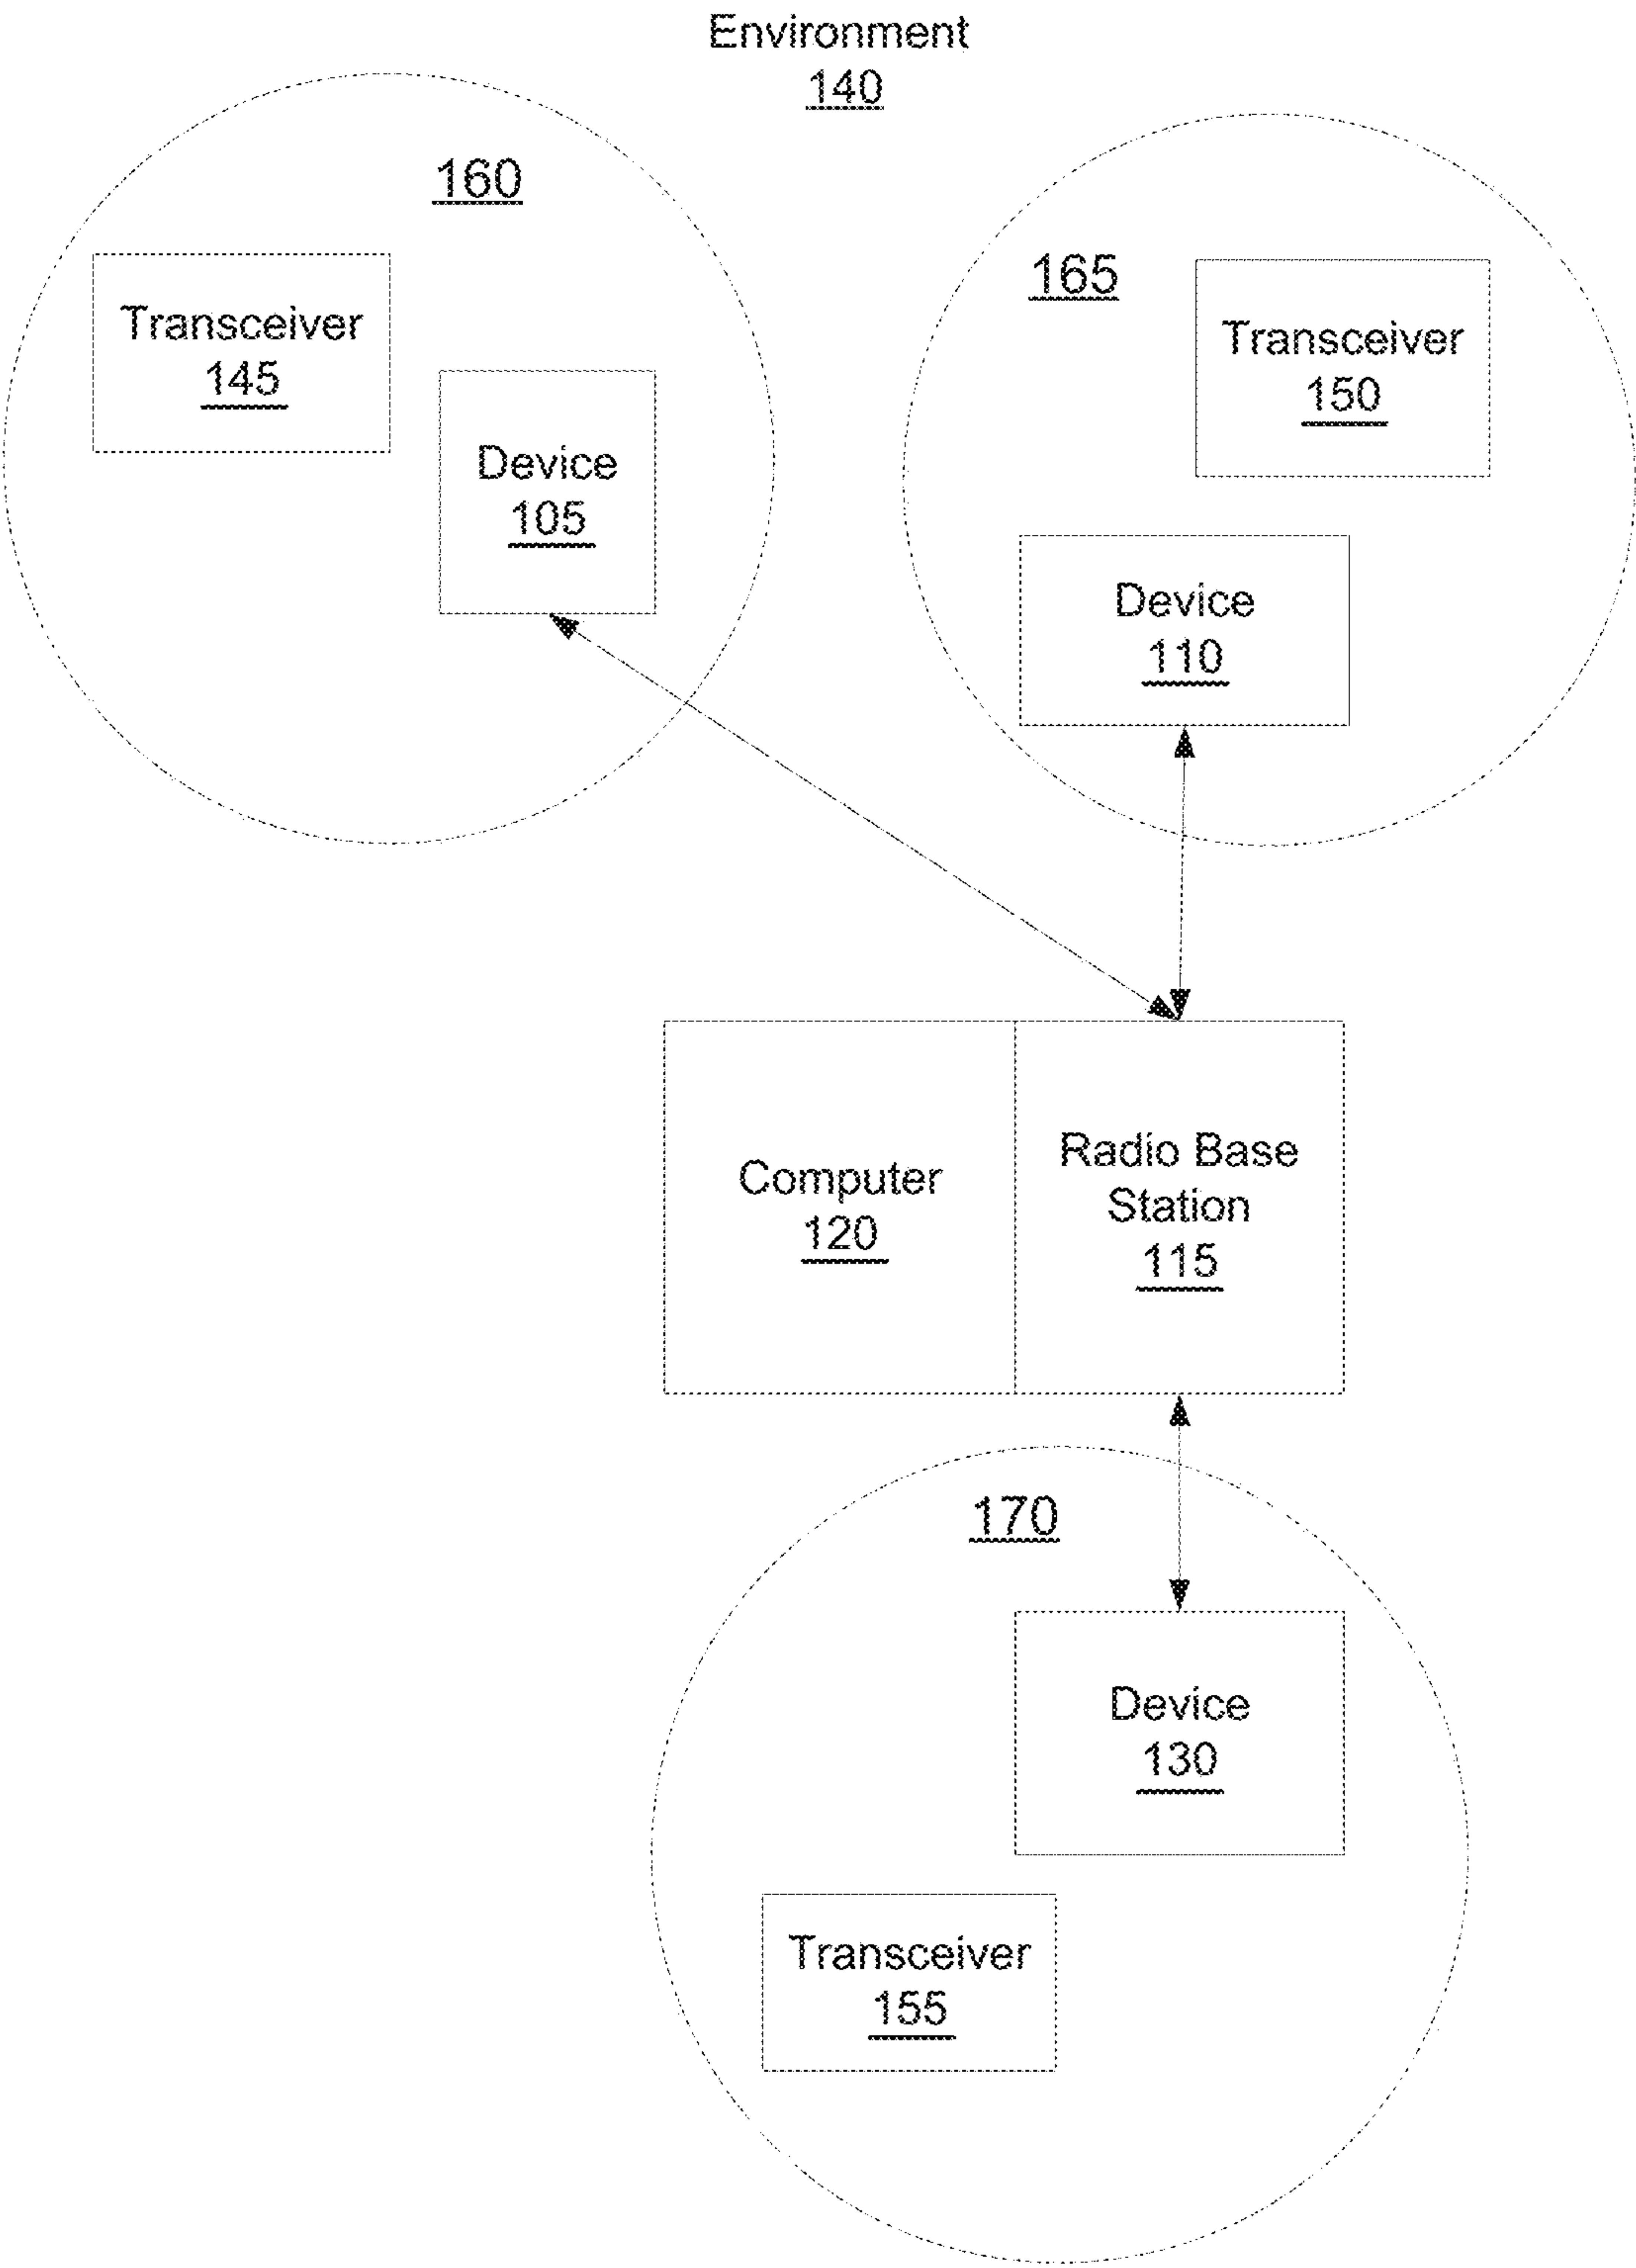 Environment
140
160
Transceiver
145
Device
105
165
Transceiver
150
Device
110
Computer
120
Radio Base
Station
115
170
Device
130
Transceiver
155